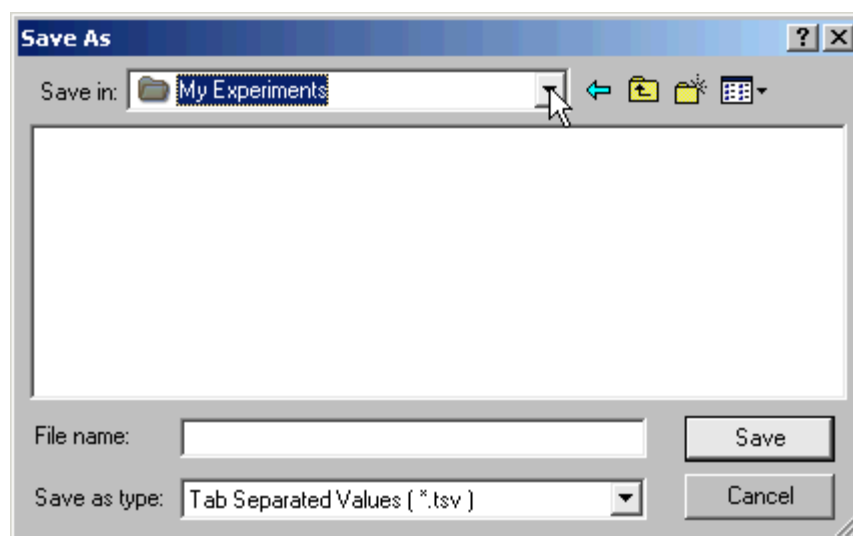 Save As
Save in: My Experiments
File name:
Save
Save as type: Tab Separated Values ( *.tsv )
Cancel